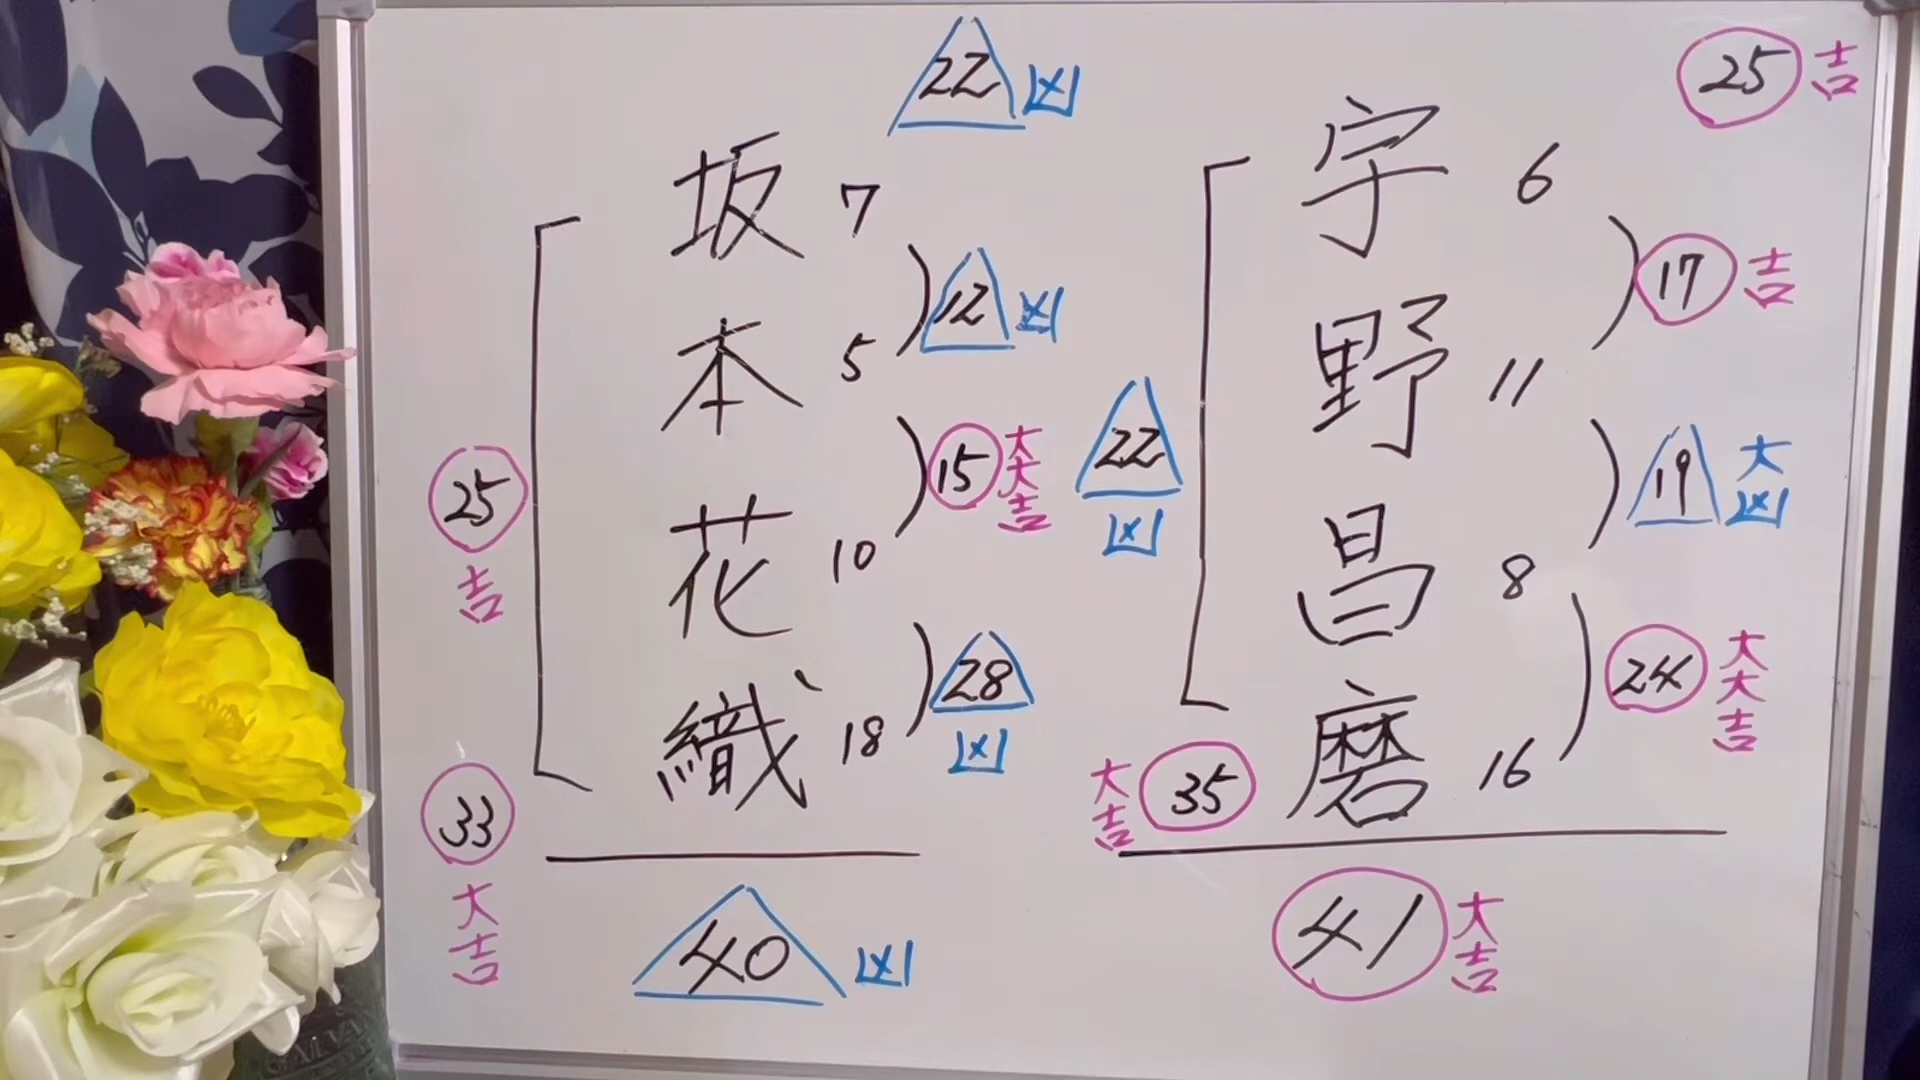 22 凶
坂 7
12 凶
本 5
15 大大吉
花 10
28 凶
織 18
25 吉
33 大吉
40 凶
25 吉
字 6
17 吉
野 11
19 大凶
昌 8
24 大大吉
磨 16
22 凶
35 大吉
41 大吉